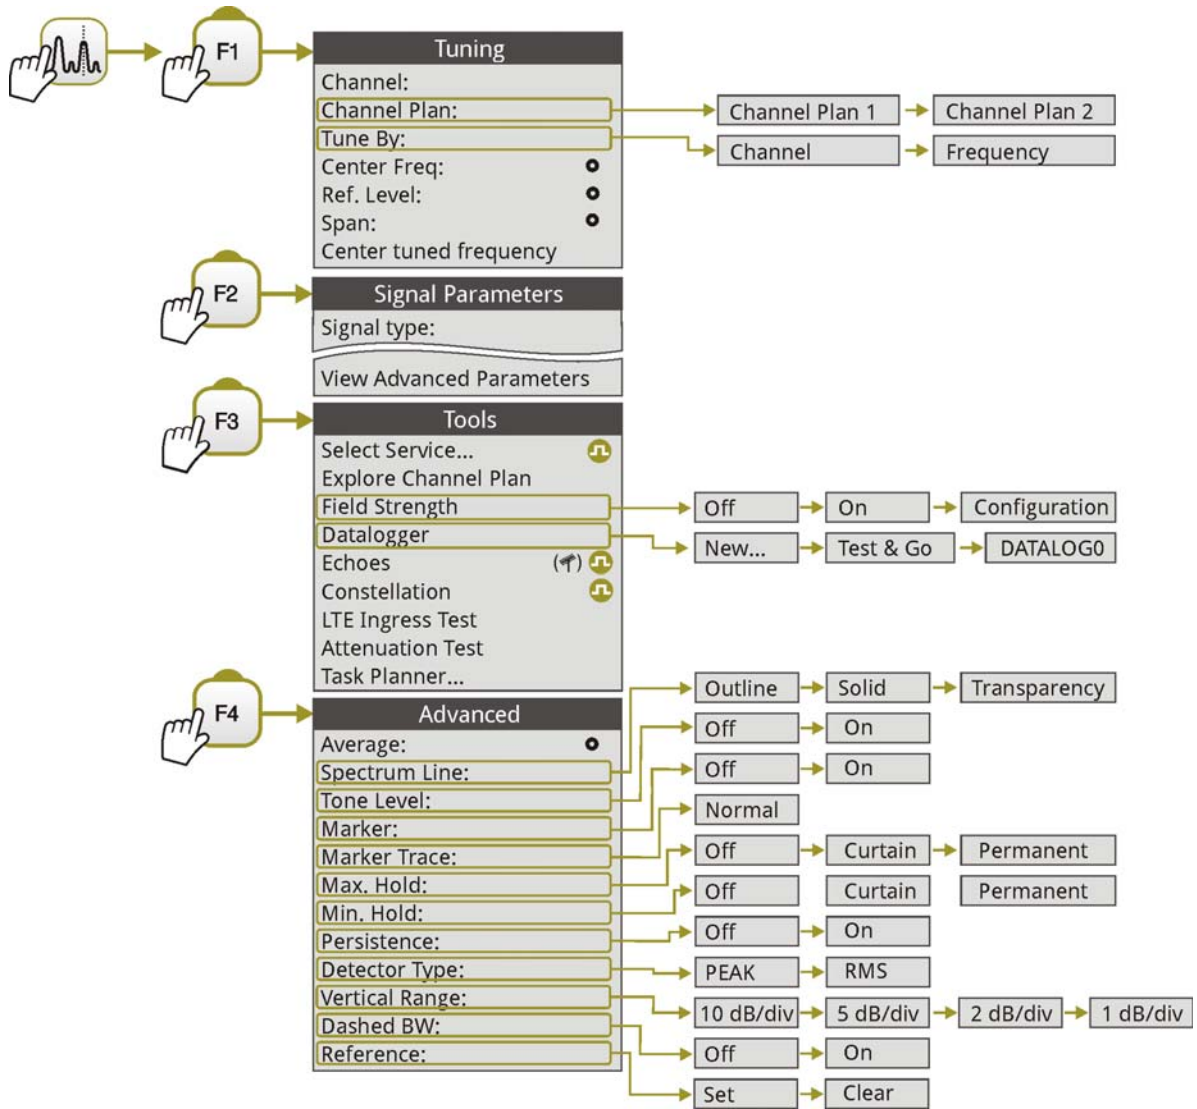 F1
Tuning
Channel:
Channel Plan:
Channel Plan 1
Channel Plan 2
Tune By:
Channel
Frequency
Center Freq:
Ref. Level:
Span:
Center tuned frequency
F2
Signal Parameters
Signal type:
View Advanced Parameters
F3
Tools
Select Service...
Explore Channel Plan
Field Strength
Off
On
Configuration
Datalogger
New...
Test & Go
DATALOG0
Echoes
Constellation
LTE Ingress Test
Attenuation Test
Task Planner...
F4
Advanced
Average:
Spectrum Line:
Outline
Solid
Transparency
Tone Level:
Off
On
Marker:
Off
On
Marker Trace:
Normal
Max. Hold:
Off
Curtain
Permanent
Min. Hold:
Off
Curtain
Permanent
Persistence:
Off
On
Detector Type:
PEAK
RMS
Vertical Range:
10 dB/div
5 dB/div
2 dB/div
1 dB/div
Dashed BW:
Off
On
Reference:
Set
Clear